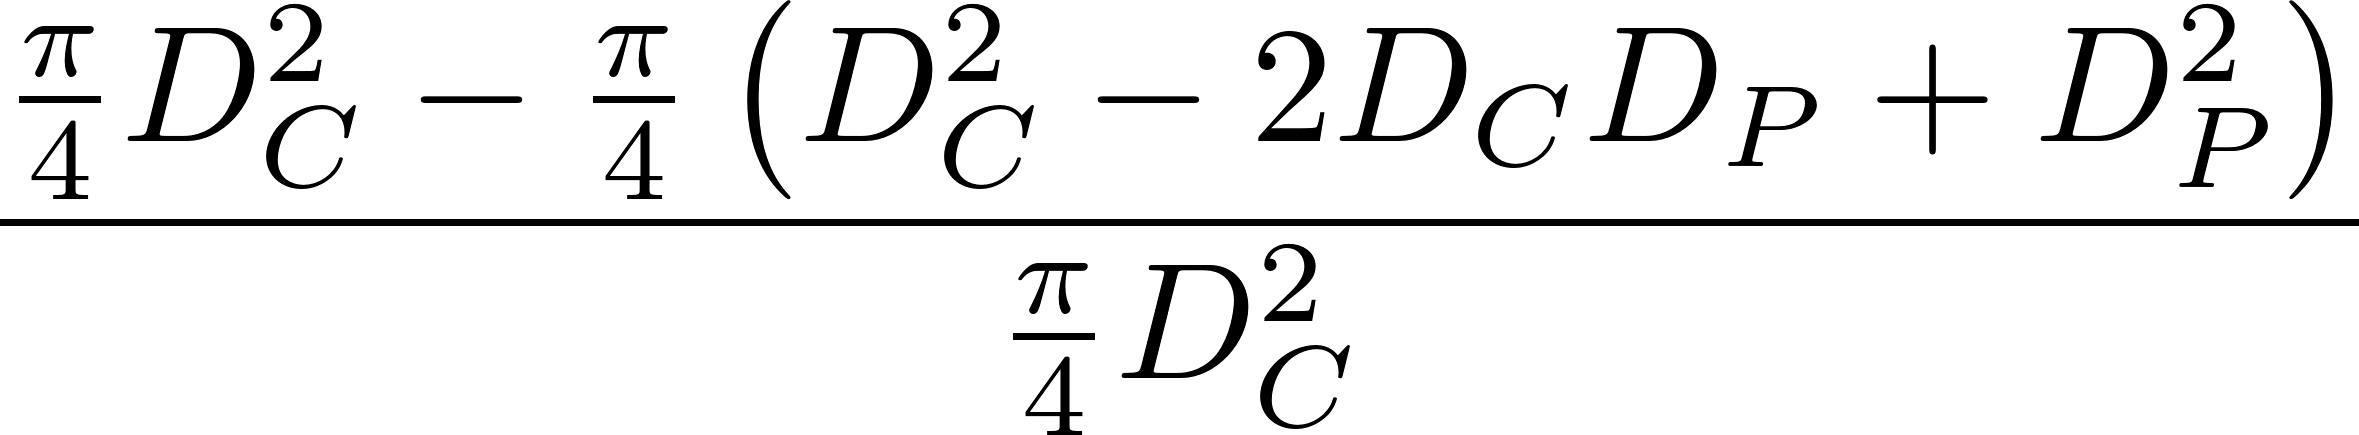 \frac{\frac{\pi}{4} D_C^2 - \frac{\pi}{4} \left( D_C^2 - 2 D_C D_P + D_P^2 \right)}{\frac{\pi}{4} D_C^2}